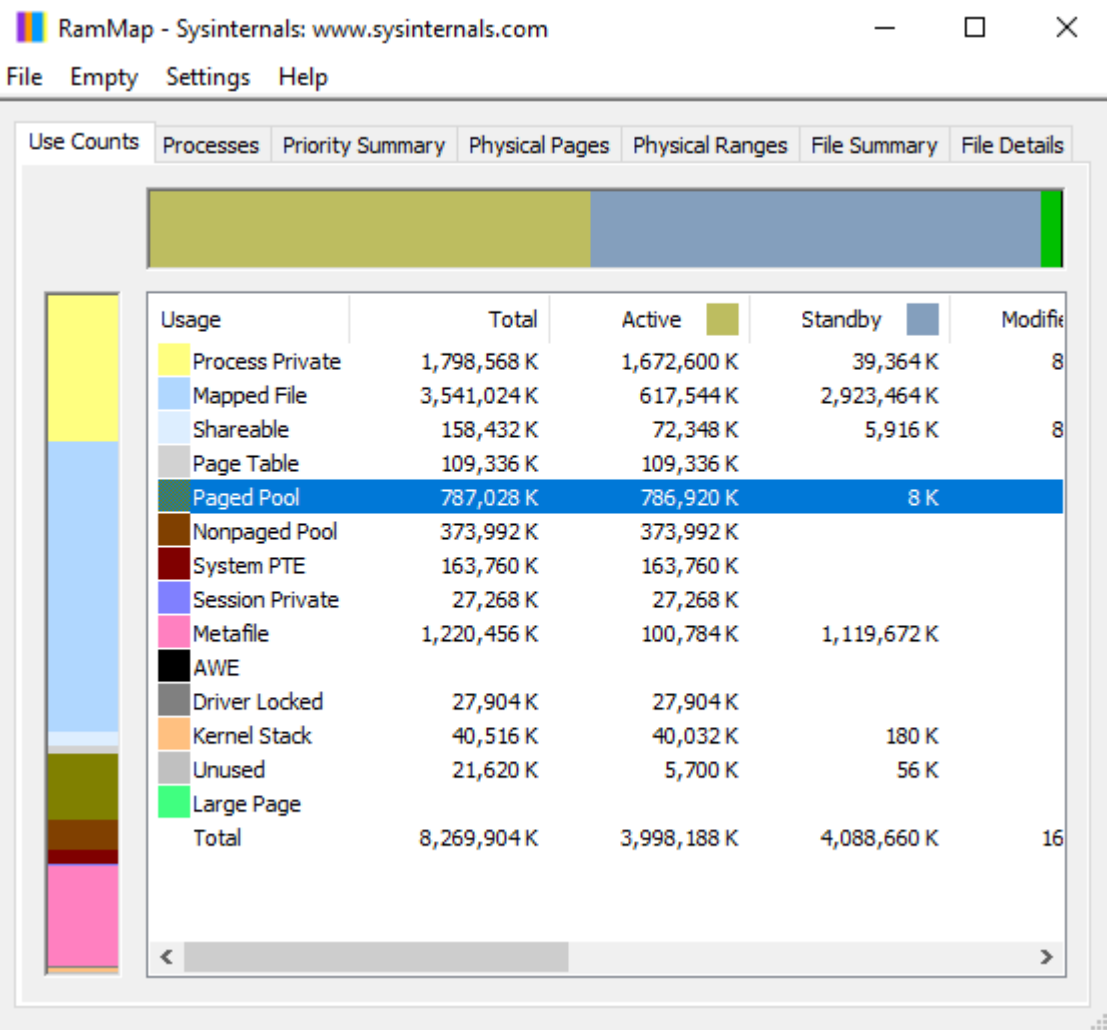 RamMap - Sysinternals: www.sysinternals.com
File Empty Settings Help
Use Counts Processes Priority Summary Physical Pages Physical Ranges File Summary File Details
Usage Total Active Standby Modifie
Process Private 1,798,568 K 1,672,600 K 39,364 K 8
Mapped File 3,541,024 K 617,544 K 2,923,464 K
Shareable 158,432 K 72,348 K 5,916 K 8
Page Table 109,336 K 109,336 K
Paged Pool 787,028 K 786,920 K 8 K
Nonpaged Pool 373,992 K 373,992 K
System PTE 163,760 K 163,760 K
Session Private 27,268 K 27,268 K
Metafile 1,220,456 K 100,784 K 1,119,672 K
AWE
Driver Locked 27,904 K 27,904 K
Kernel Stack 40,516 K 40,032 K 180 K
Unused 21,620 K 5,700 K 56 K
Large Page
Total 8,269,904 K 3,998,188 K 4,088,660 K 16